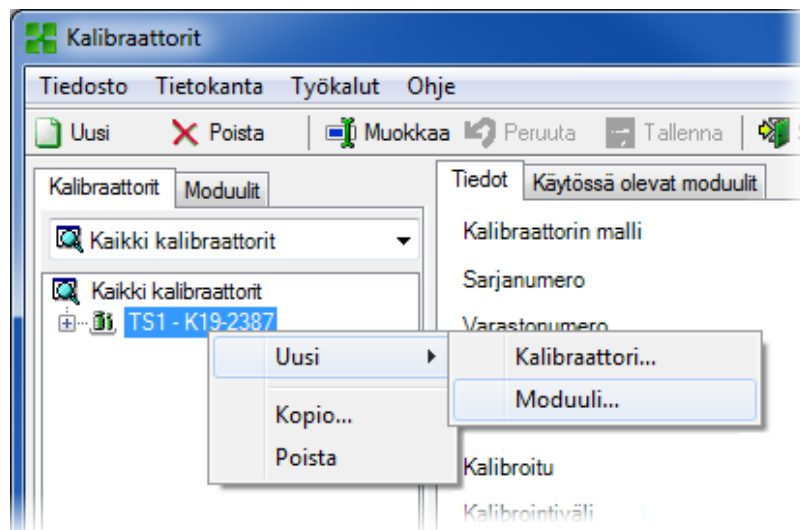 Kalibraattorit
Tiedosto Tietokanta Työkalut Ohje
Uusi Poista Muokkaa Peruuta Tallenna
Kalibraattorit Moduulit
Kaikki kalibraattorit
Kaikki kalibraattorit
TS1 - K19-2387
Uusi
Kopio...
Poista
Kalibraattori...
Moduuli...
Tiedot Käytössä olevat moduulit
Kalibraattorin malli
Sarjanumero
Varastonumero
Kalibroitu
Kalibrointiväli